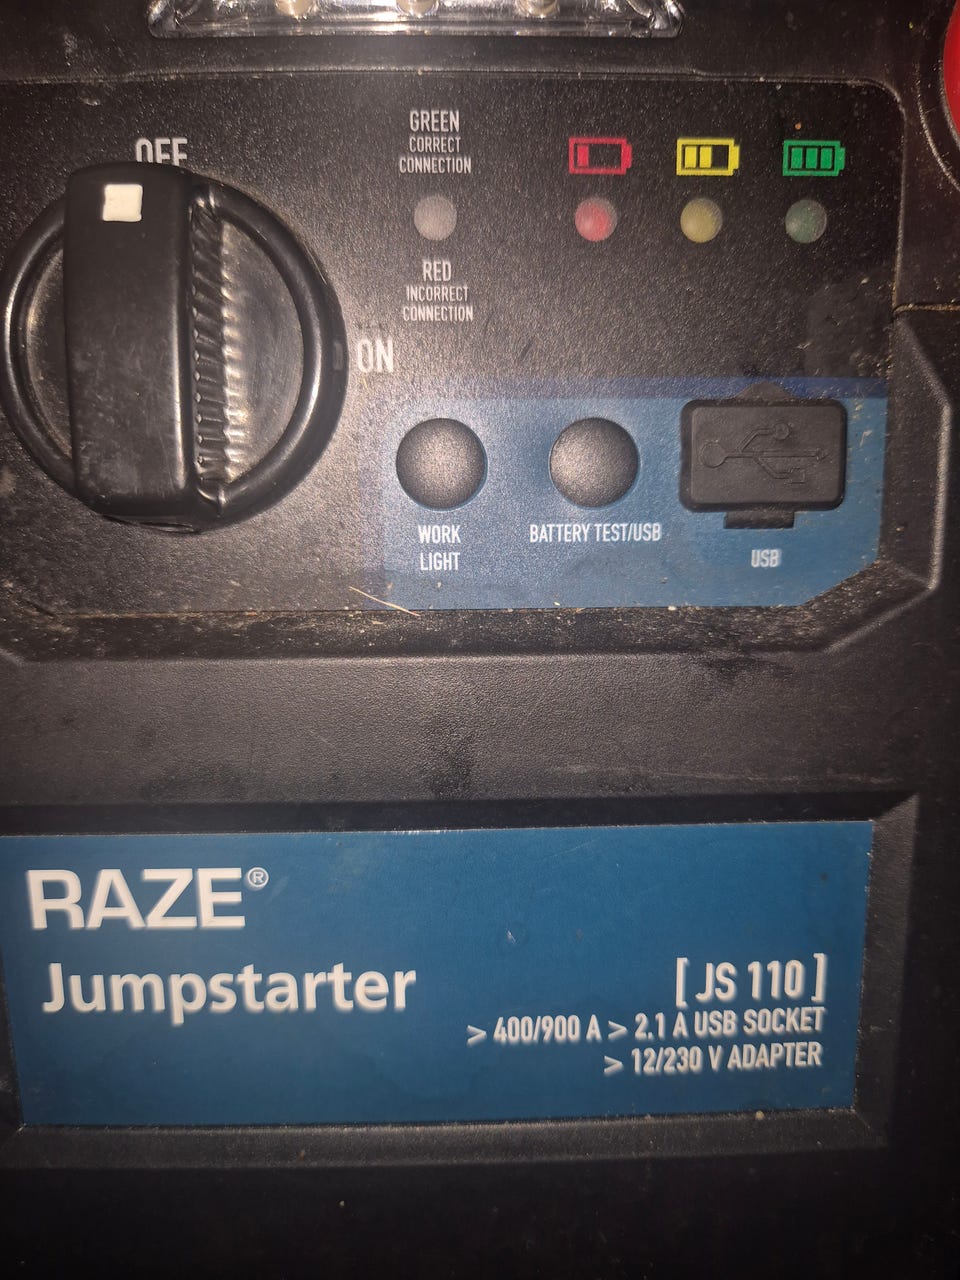 OFF
GREEN
CORRECT
CONNECTION
RED
INCORRECT
CONNECTION
ON
WORK
LIGHT
BATTERY TEST/USB
USB
RAZE®
Jumpstarter
[ JS 110 ]
> 400/900 A > 2.1 A USB SOCKET
> 12/230 V ADAPTER